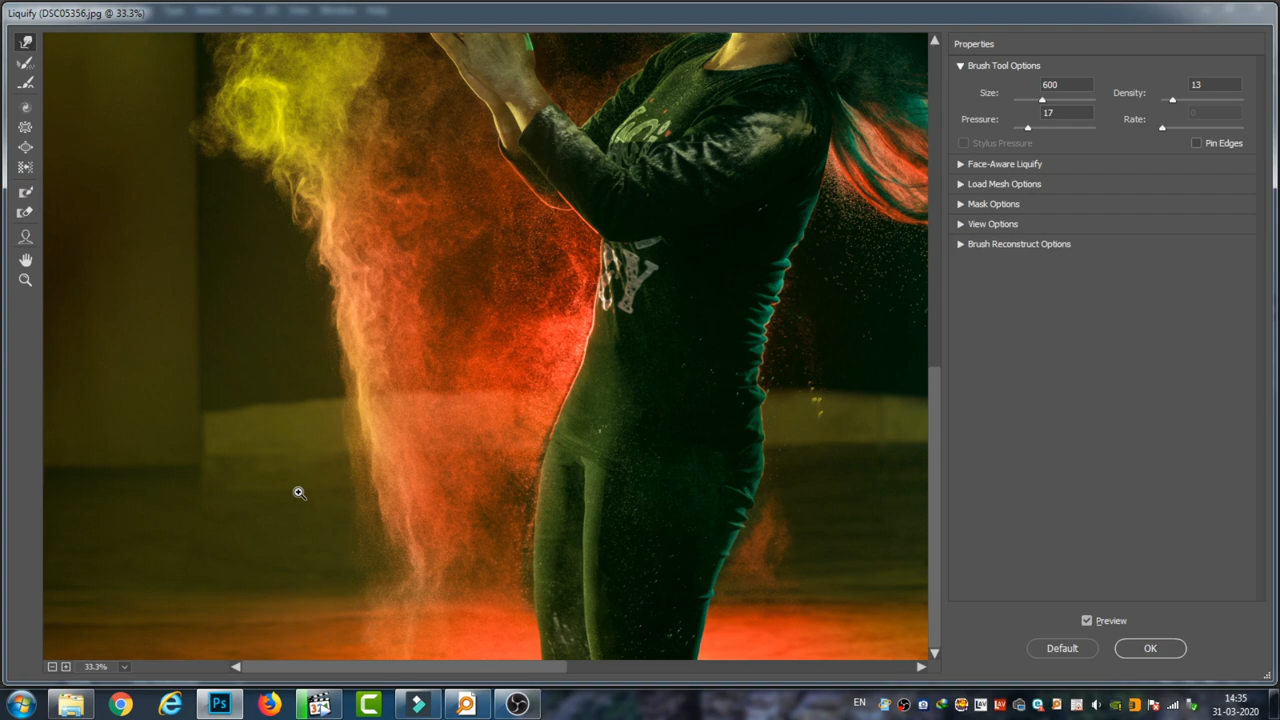 Liquify (DSC05356.jpg @ 33.3%)
Properties
Brush Tool Options
Size: 600 Density: 13
Pressure: 17 Rate: 0
Stylus Pressure Pin Edges
Face-Aware Liquify
Load Mesh Options
Mask Options
View Options
Brush Reconstruct Options
Y
Preview
Default OK
33.3%
Ps
EN
14:35
31-03-2020